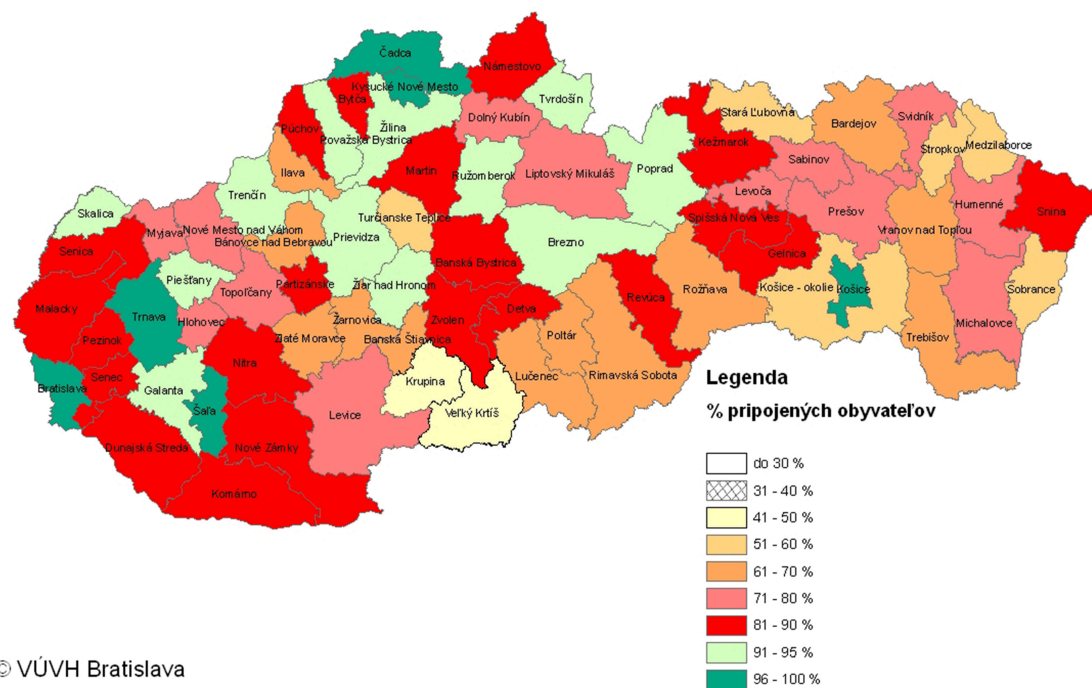 Čadca
Námestovo
Kysucké Nové Mesto
Bytča
Tvrdošín
Stará Ľubovňa
Svidník
Dolný Kubín
Bardejov
Púchov
Žilina
Považská Bystrica
Kežmarok
Stropkov
Medzilaborce
Sabinov
Ilava
Martin
Ružomberok
Liptovský Mikuláš
Poprad
Levoča
Trenčín
Humenné
Snina
Skalica
Turčianske Teplice
Spišská Nová Ves
Prešov
Myjava
Nové Mesto nad Váhom
Vranov nad Topľou
Prievidza
Bánovce nad Bebravou
Brezno
Senica
Gelnica
Banská Bystrica
Piešťany
Partizánske
Žiar nad Hronom
Košice - okolie
Košice
Rožňava
Sobrance
Topoľčany
Revúca
Malacky
Trnava
Hlohovec
Žarnovica
Zvolen
Detva
Michalovce
Pezinok
Zlaté Moravce
Banská Štiavnica
Poltár
Trebišov
Nitra
Senec
Krupina
Lučenec
Rimavská Sobota
Bratislava
Galanta
Šaľa
Levice
Veľký Krtíš
Dunajská Streda
Nové Zámky
Komárno
Legenda
% pripojených obyvateľov
do 30 %
31 - 40 %
41 - 50 %
51 - 60 %
61 - 70 %
71 - 80 %
81 - 90 %
91 - 95 %
96 - 100 %
© VÚVH Bratislava